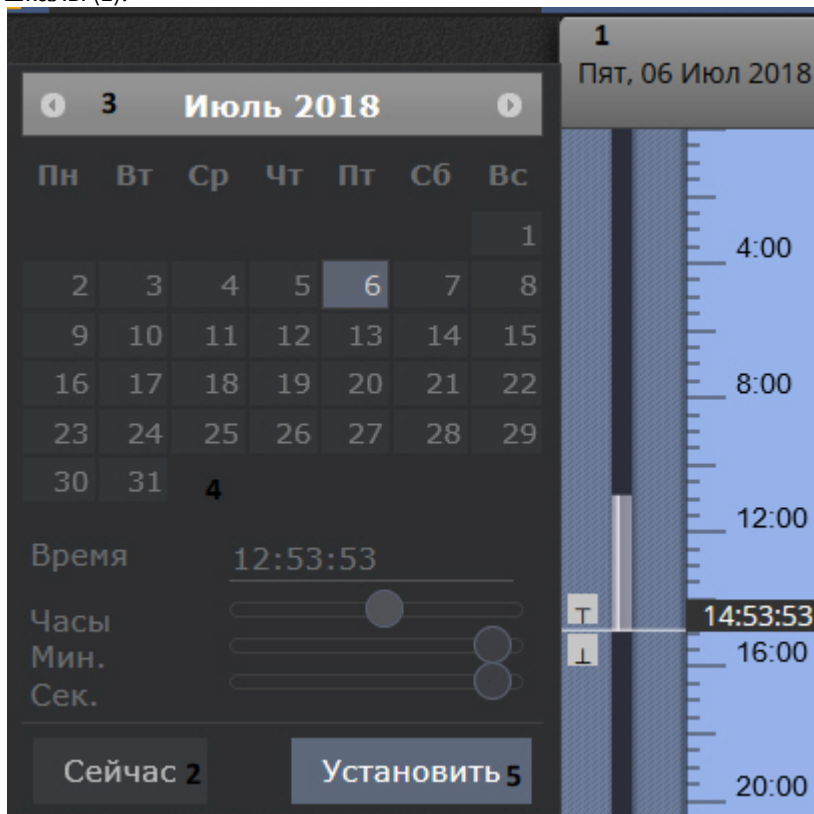 шкалы (1).
1
Пят, 06 Июл 2018
3 Июль 2018
Пн Вт Ср Чт Пт Сб Вс
1
2 3 4 5 6 7 8
9 10 11 12 13 14 15
16 17 18 19 20 21 22
23 24 25 26 27 28 29
30 31 4
Время 12:53:53
Часы
Мин.
Сек.
Сейчас 2 Установить 5
4:00
8:00
12:00
14:53:53
16:00
20:00